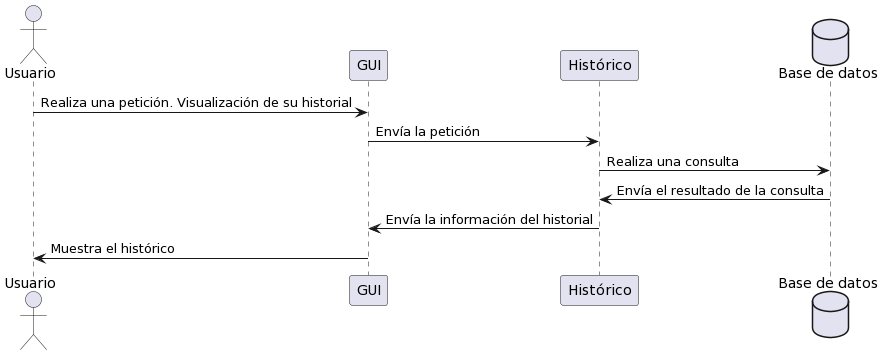 Usuario
GUI
Histórico
Base de datos
Realiza una petición. Visualización de su historial
Envía la petición
Realiza una consulta
Envía el resultado de la consulta
Envía la información del historial
Muestra el histórico
Usuario
GUI
Histórico
Base de datos